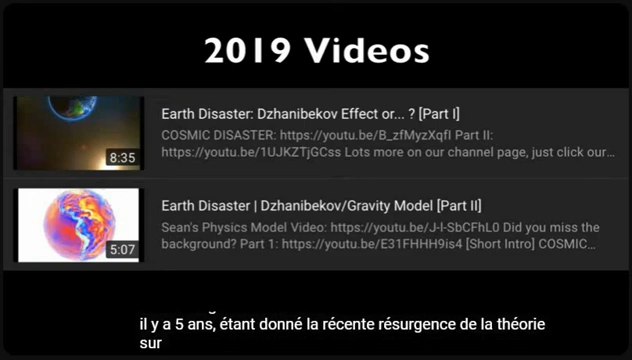 2019 Videos
Earth Disaster: Dzhanibekov Effect or... ? [Part I]
COSMIC DISASTER: https://youtu.be/B_zfMyzXqfI Part II:
https://youtu.be/1UJKZTjGCss Lots more on our channel page, just click our...
8:35
Earth Disaster | Dzhanibekov/Gravity Model [Part II]
Sean's Physics Model Video: https://youtu.be/J-l-SbCFhL0 Did you miss the
background? Part 1: https://youtu.be/E31FHHH9is4 [Short Intro] COSMIC...
5:07
il y a 5 ans, étant donné la récente résurgence de la théorie
sur